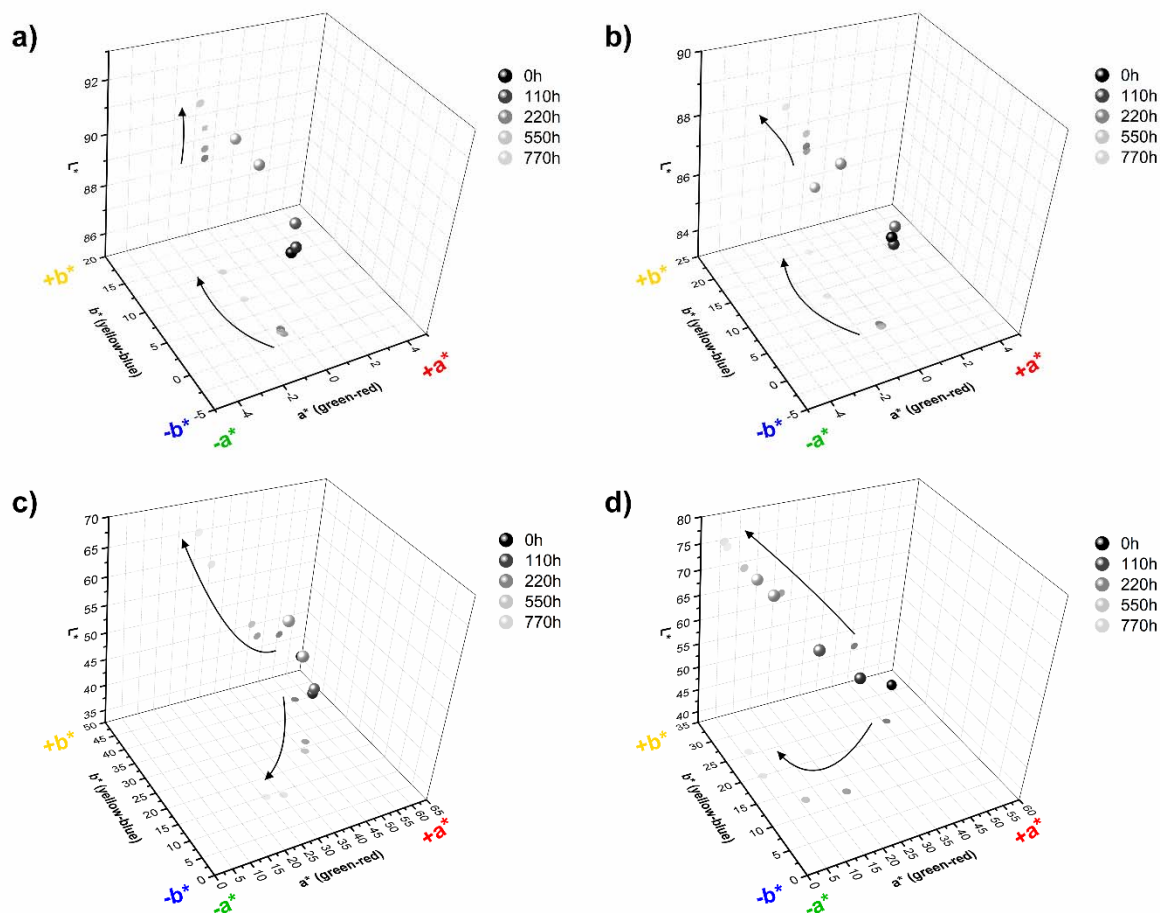 a)
92
90
88
86
L*
20
15
10
5
0
-5
b* (yellow-blue)
+b*
-b*
-4
-2
0
2
4
a* (green-red)
-a*
+a*
0h
110h
220h
550h
770h
b)
90
88
86
84
L*
25
20
15
10
5
0
-5
b* (yellow-blue)
+b*
-b*
-4
-2
0
2
4
a* (green-red)
-a*
+a*
0h
110h
220h
550h
770h
c)
70
65
60
55
50
45
40
35
L*
50
45
40
35
30
25
20
15
10
5
0
b* (yellow-blue)
+b*
-b*
0
5
10
15
20
25
30
35
40
45
50
55
60
65
a* (green-red)
-a*
+a*
0h
110h
220h
550h
770h
d)
80
75
70
65
60
55
50
45
40
L*
35
30
25
20
15
10
5
0
b* (yellow-blue)
+b*
-b*
0
5
10
15
20
25
30
35
40
45
50
55
60
a* (green-red)
-a*
+a*
0h
110h
220h
550h
770h